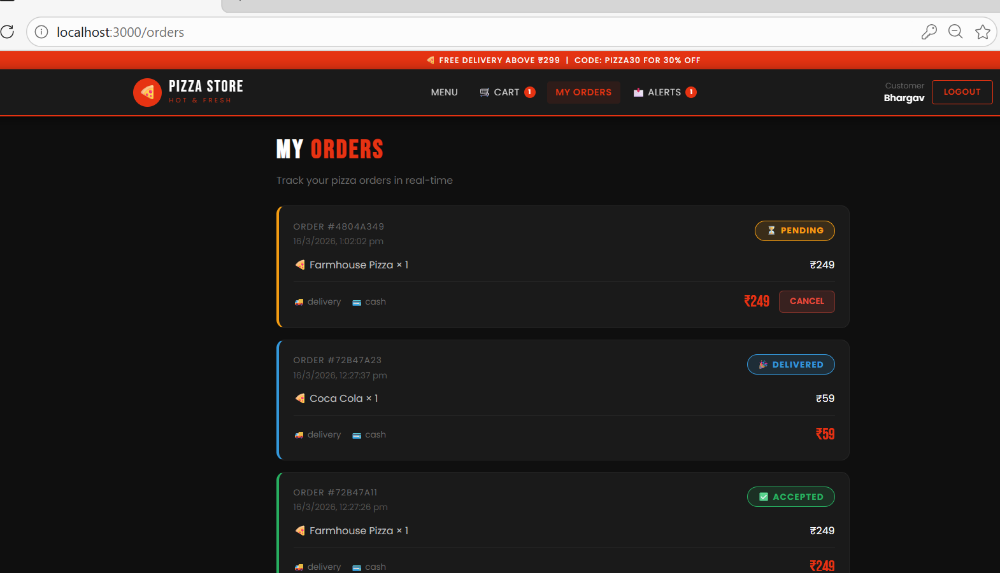 localhost:3000/orders
FREE DELIVERY ABOVE ₹299 | CODE: PIZZA30 FOR 30% OFF
PIZZA STORE
HOT & FRESH
MENU
CART 1
MY ORDERS
ALERTS 1
Customer
Bhargav
LOGOUT
MY ORDERS
Track your pizza orders in real-time
ORDER #4804A349
PENDING
16/3/2026, 1:02:02 pm
Farmhouse Pizza × 1 ₹249
delivery cash ₹249 CANCEL
ORDER #72B47A23
DELIVERED
16/3/2026, 12:27:37 pm
Coca Cola × 1 ₹59
delivery cash ₹59
ORDER #72B47A11
ACCEPTED
16/3/2026, 12:27:26 pm
Farmhouse Pizza × 1 ₹249
delivery cash ₹249